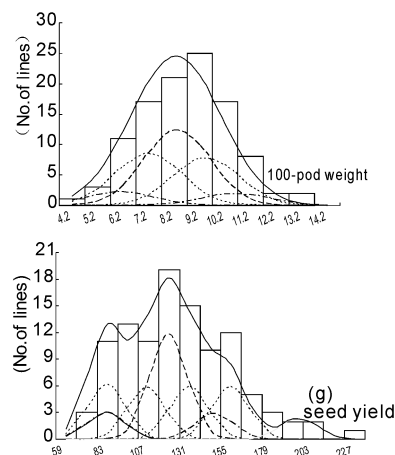 30
25
20
15
10
5
0
(No.of lines)
100-pod weight
4.2 5.2 6.2 7.2 8.2 9.2 10.2 11.2 12.2 13.2 14.2
21
18
15
12
9
6
3
0
(No.of lines)
(g)
seed yield
59 83 107 131 155 179 203 227